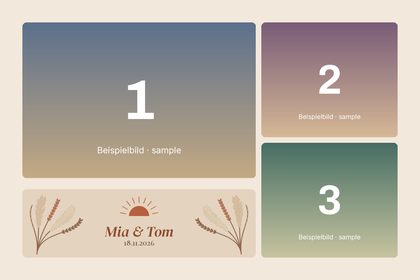 1
Beispielbild · sample
2
Beispielbild · sample
3
Beispielbild · sample
Mia & Tom
18.11.2026